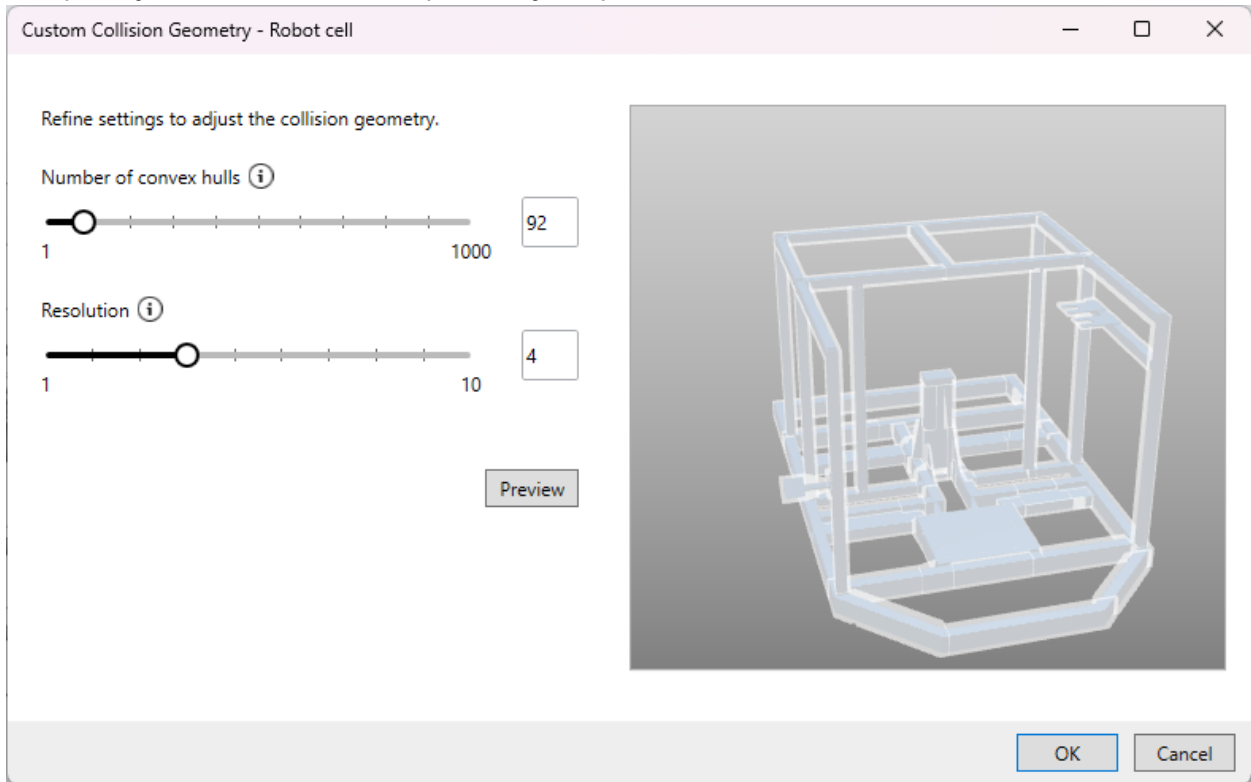 Custom Collision Geometry - Robot cell
Refine settings to adjust the collision geometry.
Number of convex hulls
92
1 1000
Resolution
4
1 10
Preview
OK Cancel